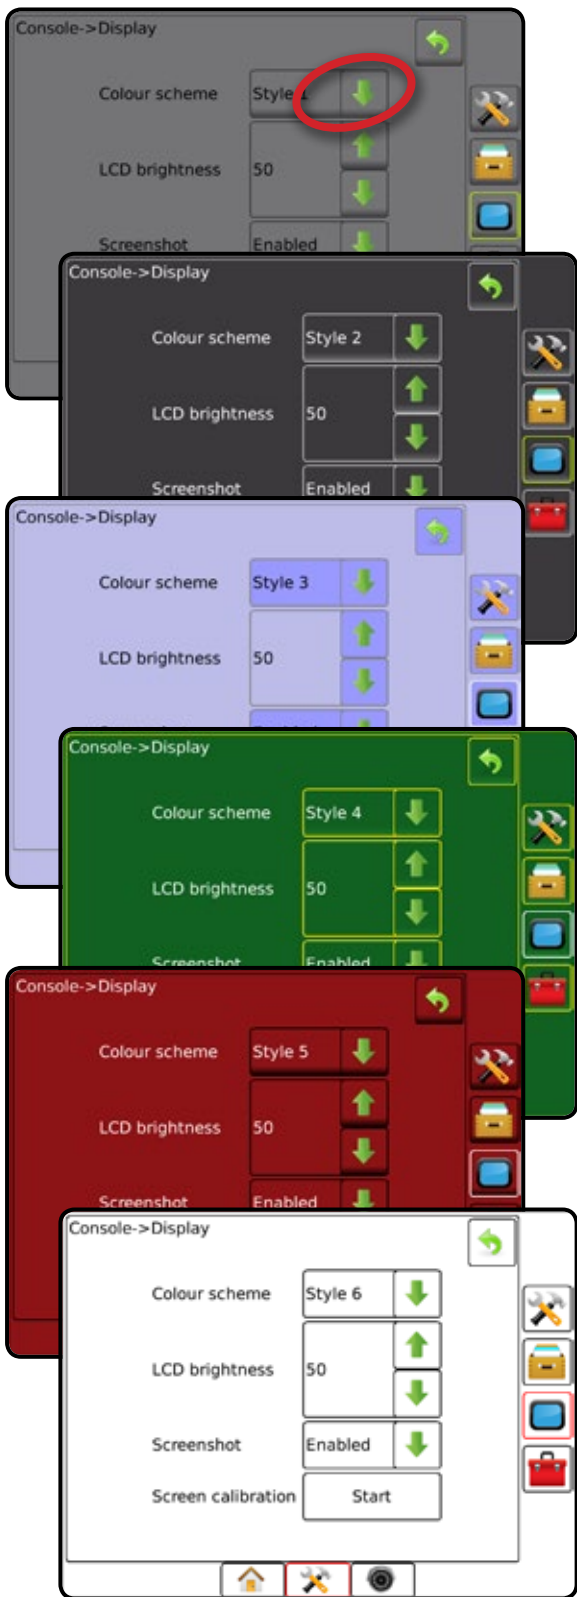 Console->Display
Colour scheme Style 1
LCD brightness 50
Screenshot Enabled
Console->Display
Colour scheme Style 2
LCD brightness 50
Screenshot Enabled
Console->Display
Colour scheme Style 3
LCD brightness 50
Console->Display
Colour scheme Style 4
LCD brightness 50
Screenshot Enabled
Console->Display
Colour scheme Style 5
LCD brightness 50
Screenshot Enabled
Console->Display
Colour scheme Style 6
LCD brightness 50
Screenshot Enabled
Screen calibration Start